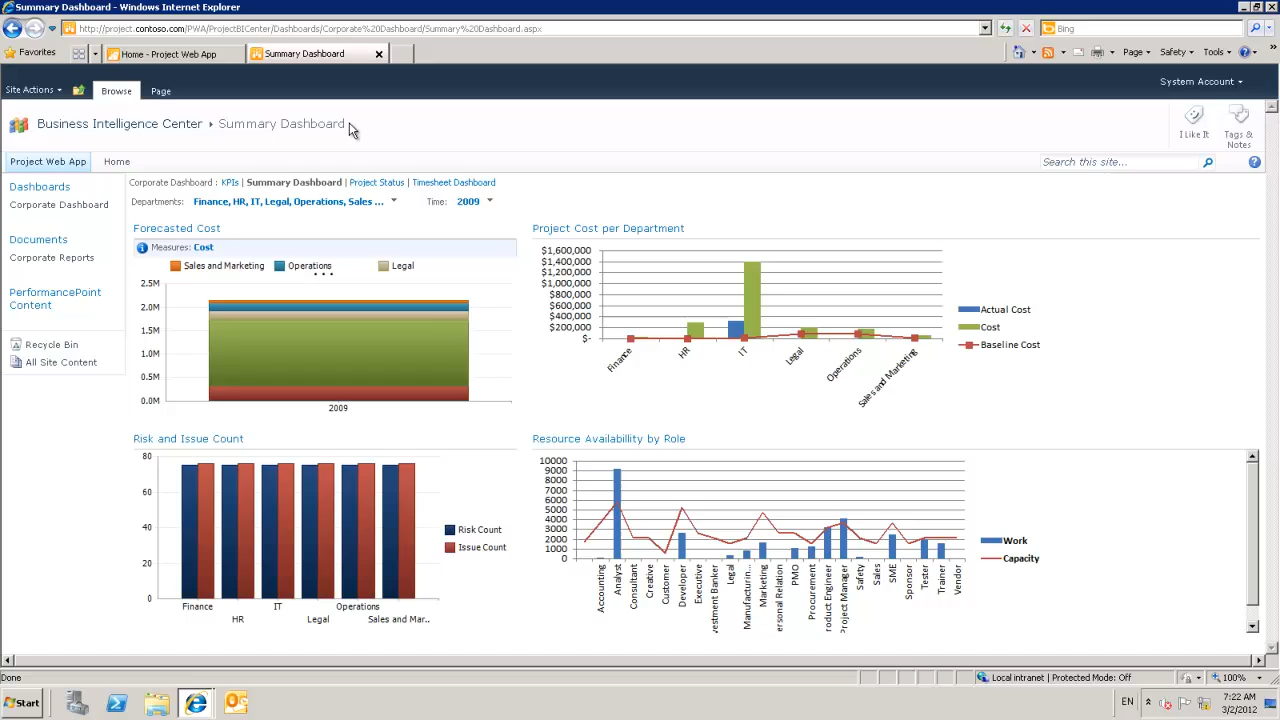 Summary Dashboard - Windows Internet Explorer
http://project.contoso.com/PWA/ProjectBICenter/Dashboards/Corporate%20Dashboard/Summary%20Dashboard.aspx
Bing
Favorites
Home - Project Web App
Summary Dashboard
Page
Safety
Tools
Site Actions
Browse
Page
System Account
Business Intelligence Center
Summary Dashboard
I Like It
Tags & Notes
Project Web App
Home
Search this site...
Dashboards
Corporate Dashboard
Documents
Corporate Reports
PerformancePoint Content
Recycle Bin
All Site Content
Corporate Dashboard : KPIs | Summary Dashboard | Project Status | Timesheet Dashboard
Departments: Finance, HR, IT, Legal, Operations, Sales ... Time: 2009
Forecasted Cost
Measures: Cost
Sales and Marketing Operations Legal
...
2.5M
2.0M
1.5M
1.0M
0.5M
0.0M
2009
Project Cost per Department
$1,600,000
$1,400,000
$1,200,000
$1,000,000
$800,000
$600,000
$400,000
$200,000
$-
Finance
HR
IT
Legal
Operations
Sales and Marketing
Actual Cost
Cost
Baseline Cost
Risk and Issue Count
80
60
40
20
0
Finance
HR
IT
Legal
Operations
Sales and Mar..
Risk Count
Issue Count
Resource Availablility by Role
10000
9000
8000
7000
6000
5000
4000
3000
2000
1000
0
Accounting
Analyst
Consultant
Creative
Customer
Developer
Executive
vestment Banker
Legal
Manufacturin...
Marketing
ersonal Relation
PMO
Procurement
roduct Engineer
Project Manager
Safety
Sales
SME
Sponsor
Tester
Trainer
Vendor
Work
Capacity
Done
Local intranet | Protected Mode: Off
100%
Start
EN
7:22 AM
3/2/2012